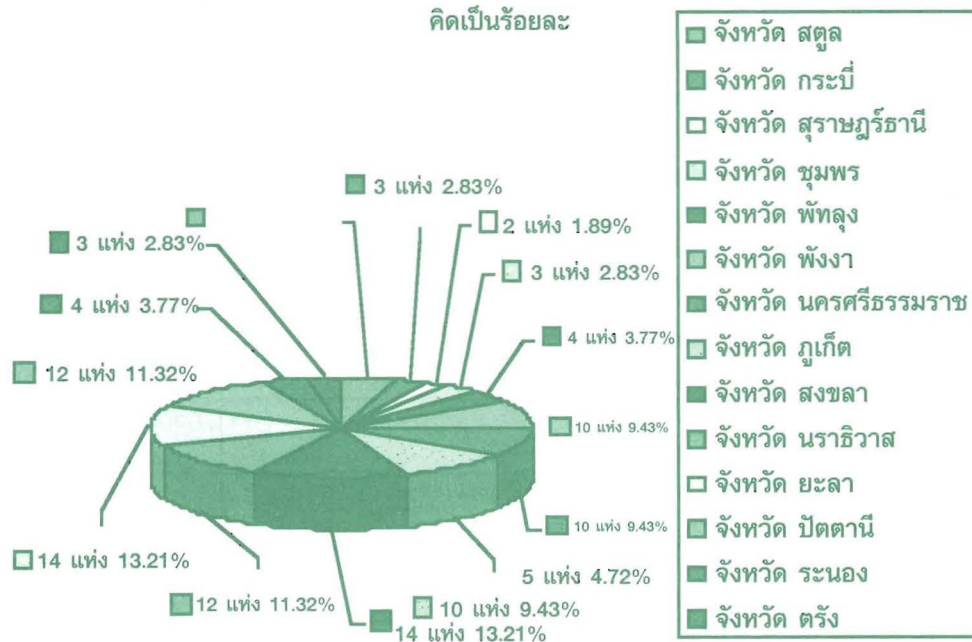 คิดเป็นร้อยละ
3 แห่ง 2.83%
3 แห่ง 2.83%
2 แห่ง 1.89%
3 แห่ง 2.83%
4 แห่ง 3.77%
4 แห่ง 3.77%
12 แห่ง 11.32%
10 แห่ง 9.43%
10 แห่ง 9.43%
14 แห่ง 13.21%
5 แห่ง 4.72%
12 แห่ง 11.32%
10 แห่ง 9.43%
14 แห่ง 13.21%
จังหวัด สตูล
จังหวัด กระบี่
จังหวัด สุราษฎร์ธานี
จังหวัด ชุมพร
จังหวัด พัทลุง
จังหวัด พังงา
จังหวัด นครศรีธรรมราช
จังหวัด ภูเก็ต
จังหวัด สงขลา
จังหวัด นราธิวาส
จังหวัด ยะลา
จังหวัด ปัตตานี
จังหวัด ระนอง
จังหวัด ตรัง